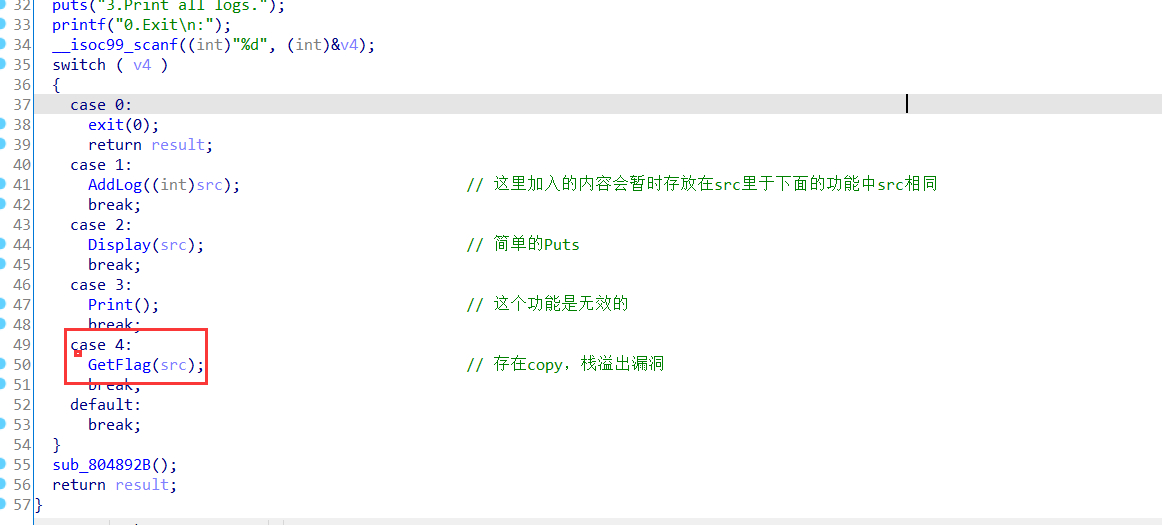 32 puts("3.Print all logs.");
33 printf("0.Exit\n:");
34 __isoc99_scanf((int)"%d", (int)&v4);
35 switch ( v4 )
36 {
37 case 0:
38 exit(0);
39 return result;
40 case 1:
41 AddLog((int)src); // 这里加入的内容会暂时存放在src里于下面的功能中src相同
42 break;
43 case 2:
44 Display(src); // 简单的Puts
45 break;
46 case 3:
47 Print(); // 这个功能是无效的
48 break;
49 case 4:
50 GetFlag(src); // 存在copy，栈溢出漏洞
51 break;
52 default:
53 break;
54 }
55 sub_804892B();
56 return result;
57 }